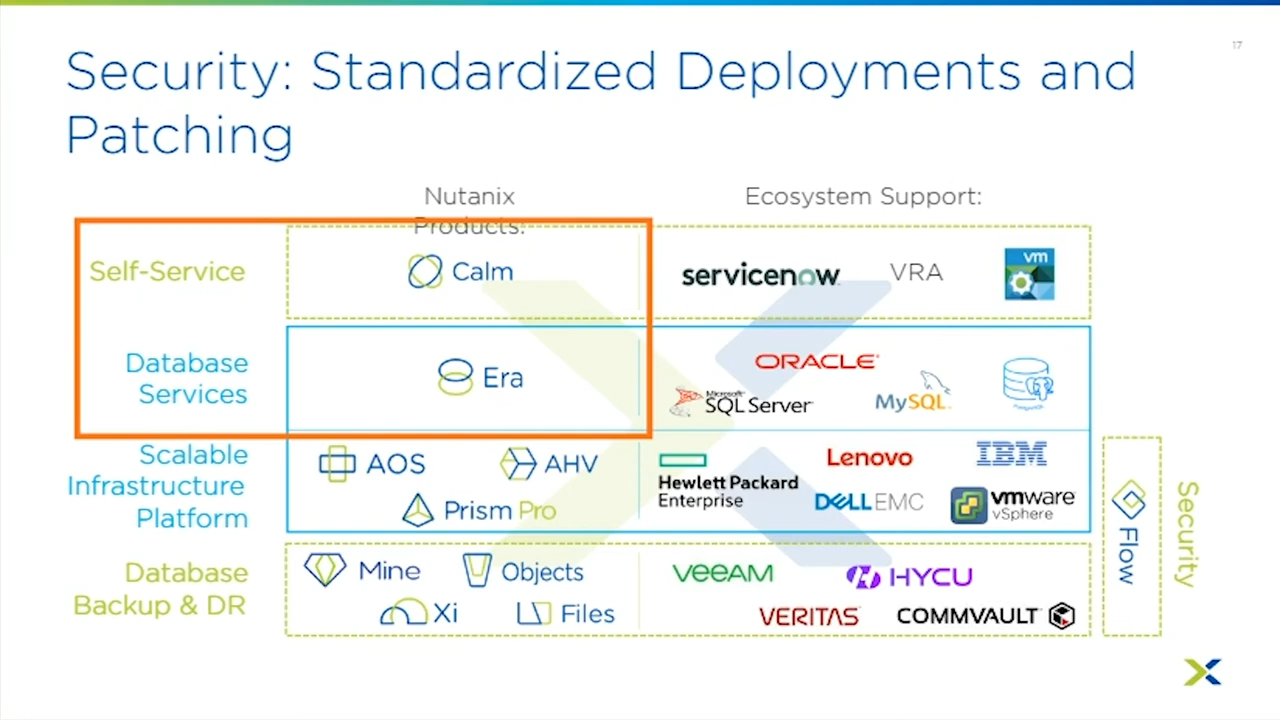 17
Security: Standardized Deployments and
Patching
Nutanix
Products:
Ecosystem Support:
Self-Service
Calm
servicenow
VRA
vm
Database
Services
Era
ORACLE
Microsoft
SQL Server
MySQL
PostgreSQL
Scalable
Infrastructure
Platform
AOS
AHV
Prism Pro
Hewlett Packard
Enterprise
Lenovo
IBM
DELL EMC
vmware
vSphere
Database
Backup & DR
Mine
Objects
Xi
Files
veeAM
HYCU
VERITAS
COMMVAULT
Flow
Security